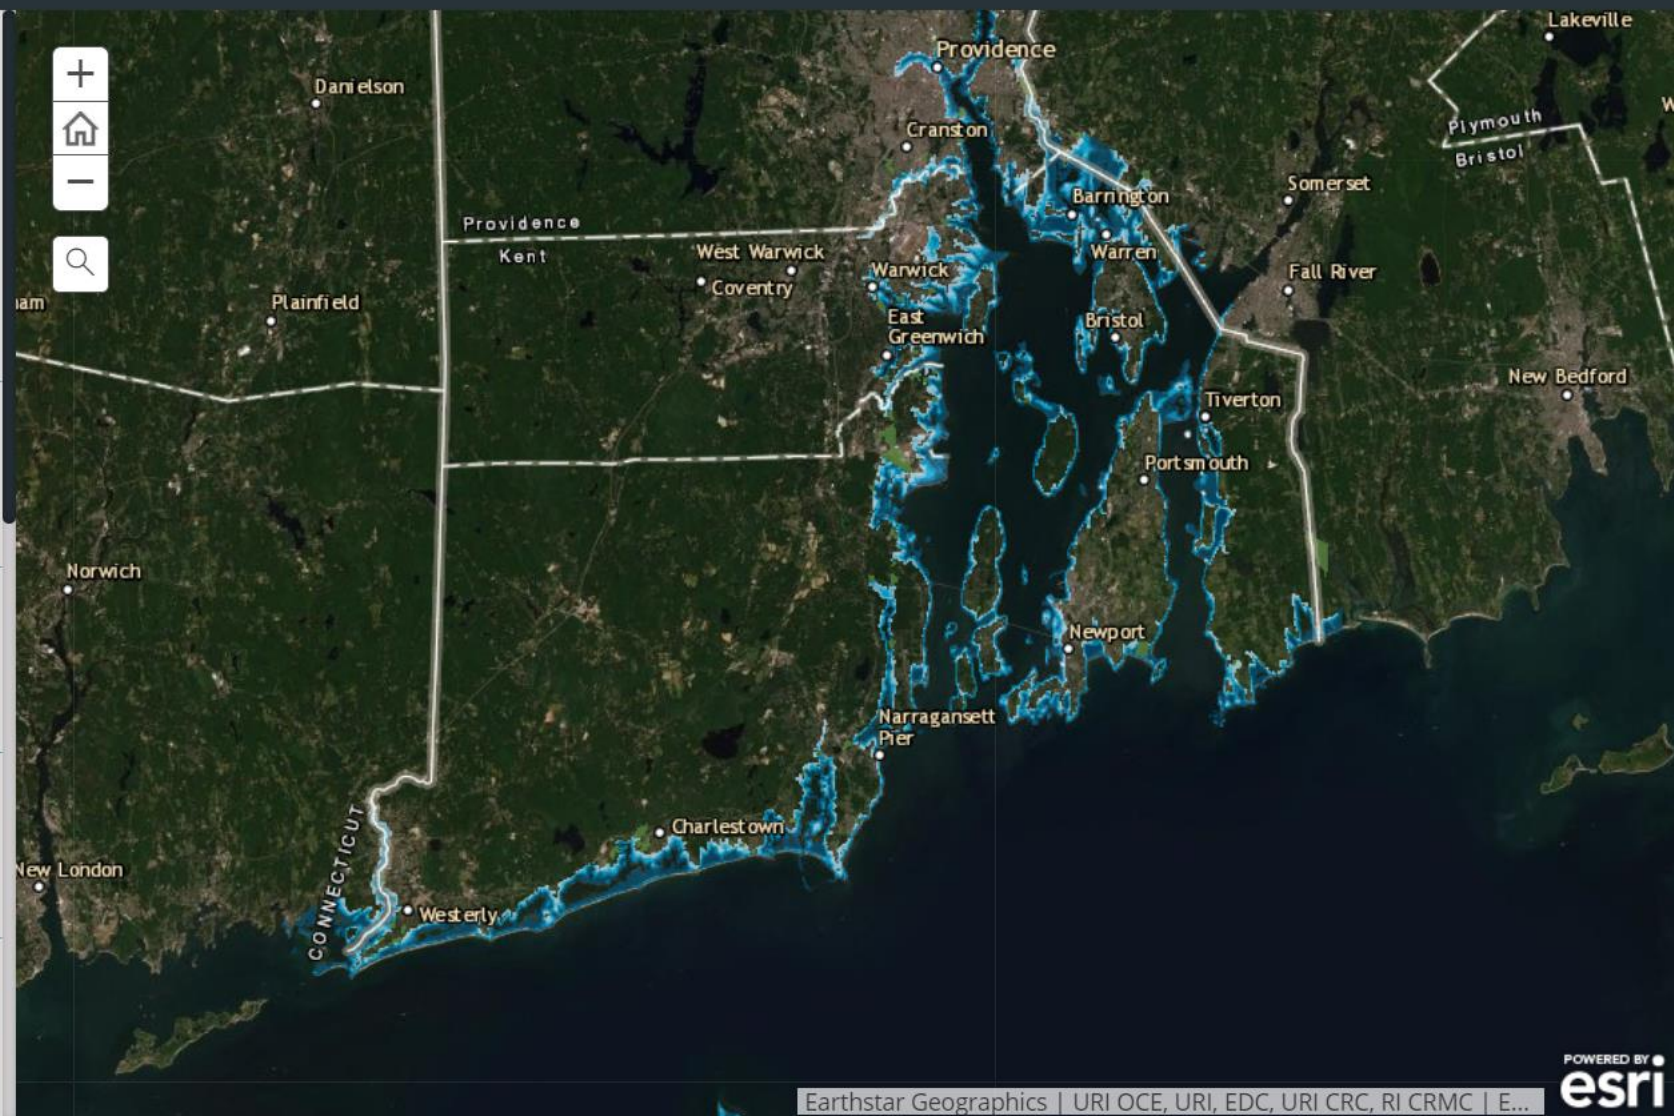 Lakeville
Providence
Danielson
Plymouth
Bristol
Cranston
Somerset
Barrington
Providence
Kent
West Warwick
Warren
Warwick
Fall River
Coventry
Plainfield
East
Greenwich
Bristol
New Bedford
Tiverton
Portsmouth
Norwich
Newport
Narragansett
Pier
Charlestown
CONNECTICUT
New London
Westerly
POWERED BY
esri
Earthstar Geographics | URI OCE, URI, EDC, URI CRC, RI CRMC | E...